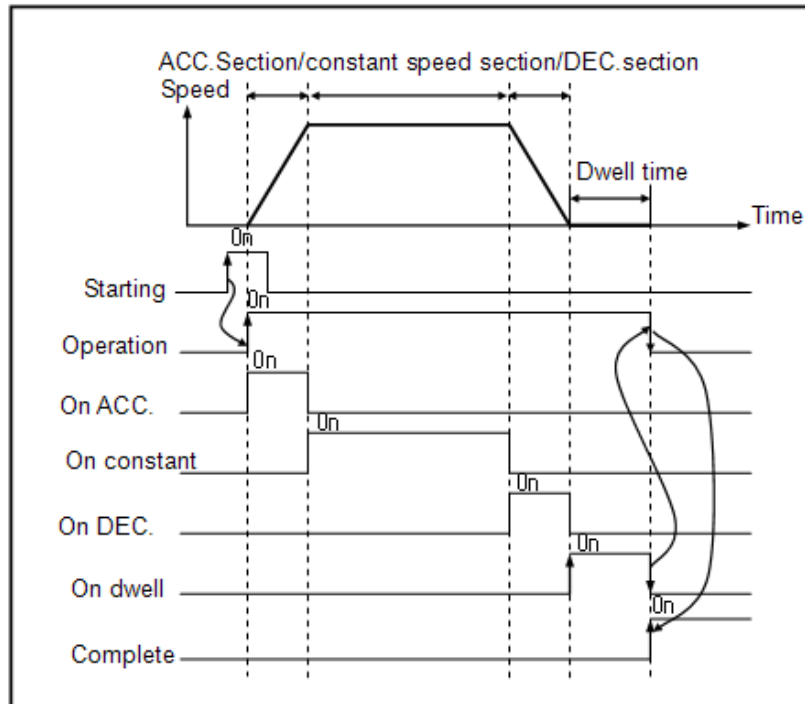 ACC.Section/constant speed section/DEC.section
Speed
Dwell time
Time
On
Starting
On
Operation
On
On ACC.
On
On constant
On
On DEC.
On
On dwell
On
Complete